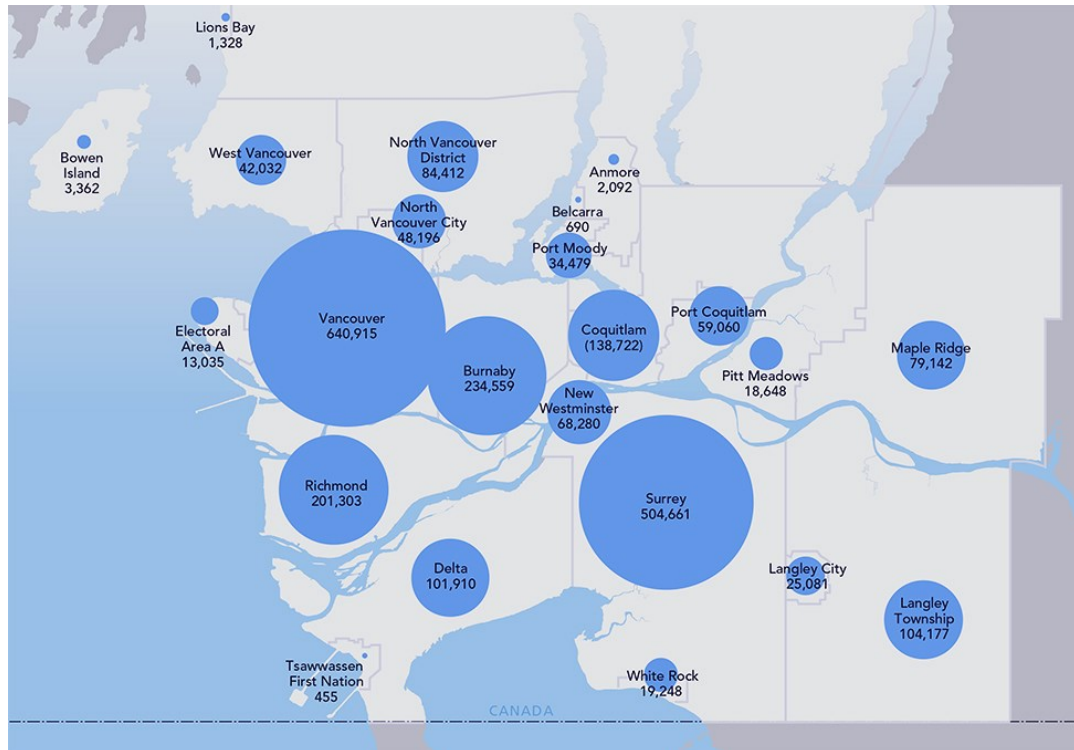 Lions Bay
1,328
Bowen
Island
3,362
West Vancouver
42,032
North Vancouver
District
84,412
North
Vancouver City
48,196
Anmore
2,092
Belcarra
690
Port Moody
34,479
Electoral
Area A
13,035
Vancouver
640,915
Burnaby
234,559
Coquitlam
(138,722)
Port Coquitlam
59,060
Pitt Meadows
18,648
Maple Ridge
79,142
New
Westminster
68,280
Richmond
201,303
Surrey
504,661
Delta
101,910
Langley City
25,081
Langley
Township
104,177
Tsawwassen
First Nation
455
White Rock
19,248
CANADA